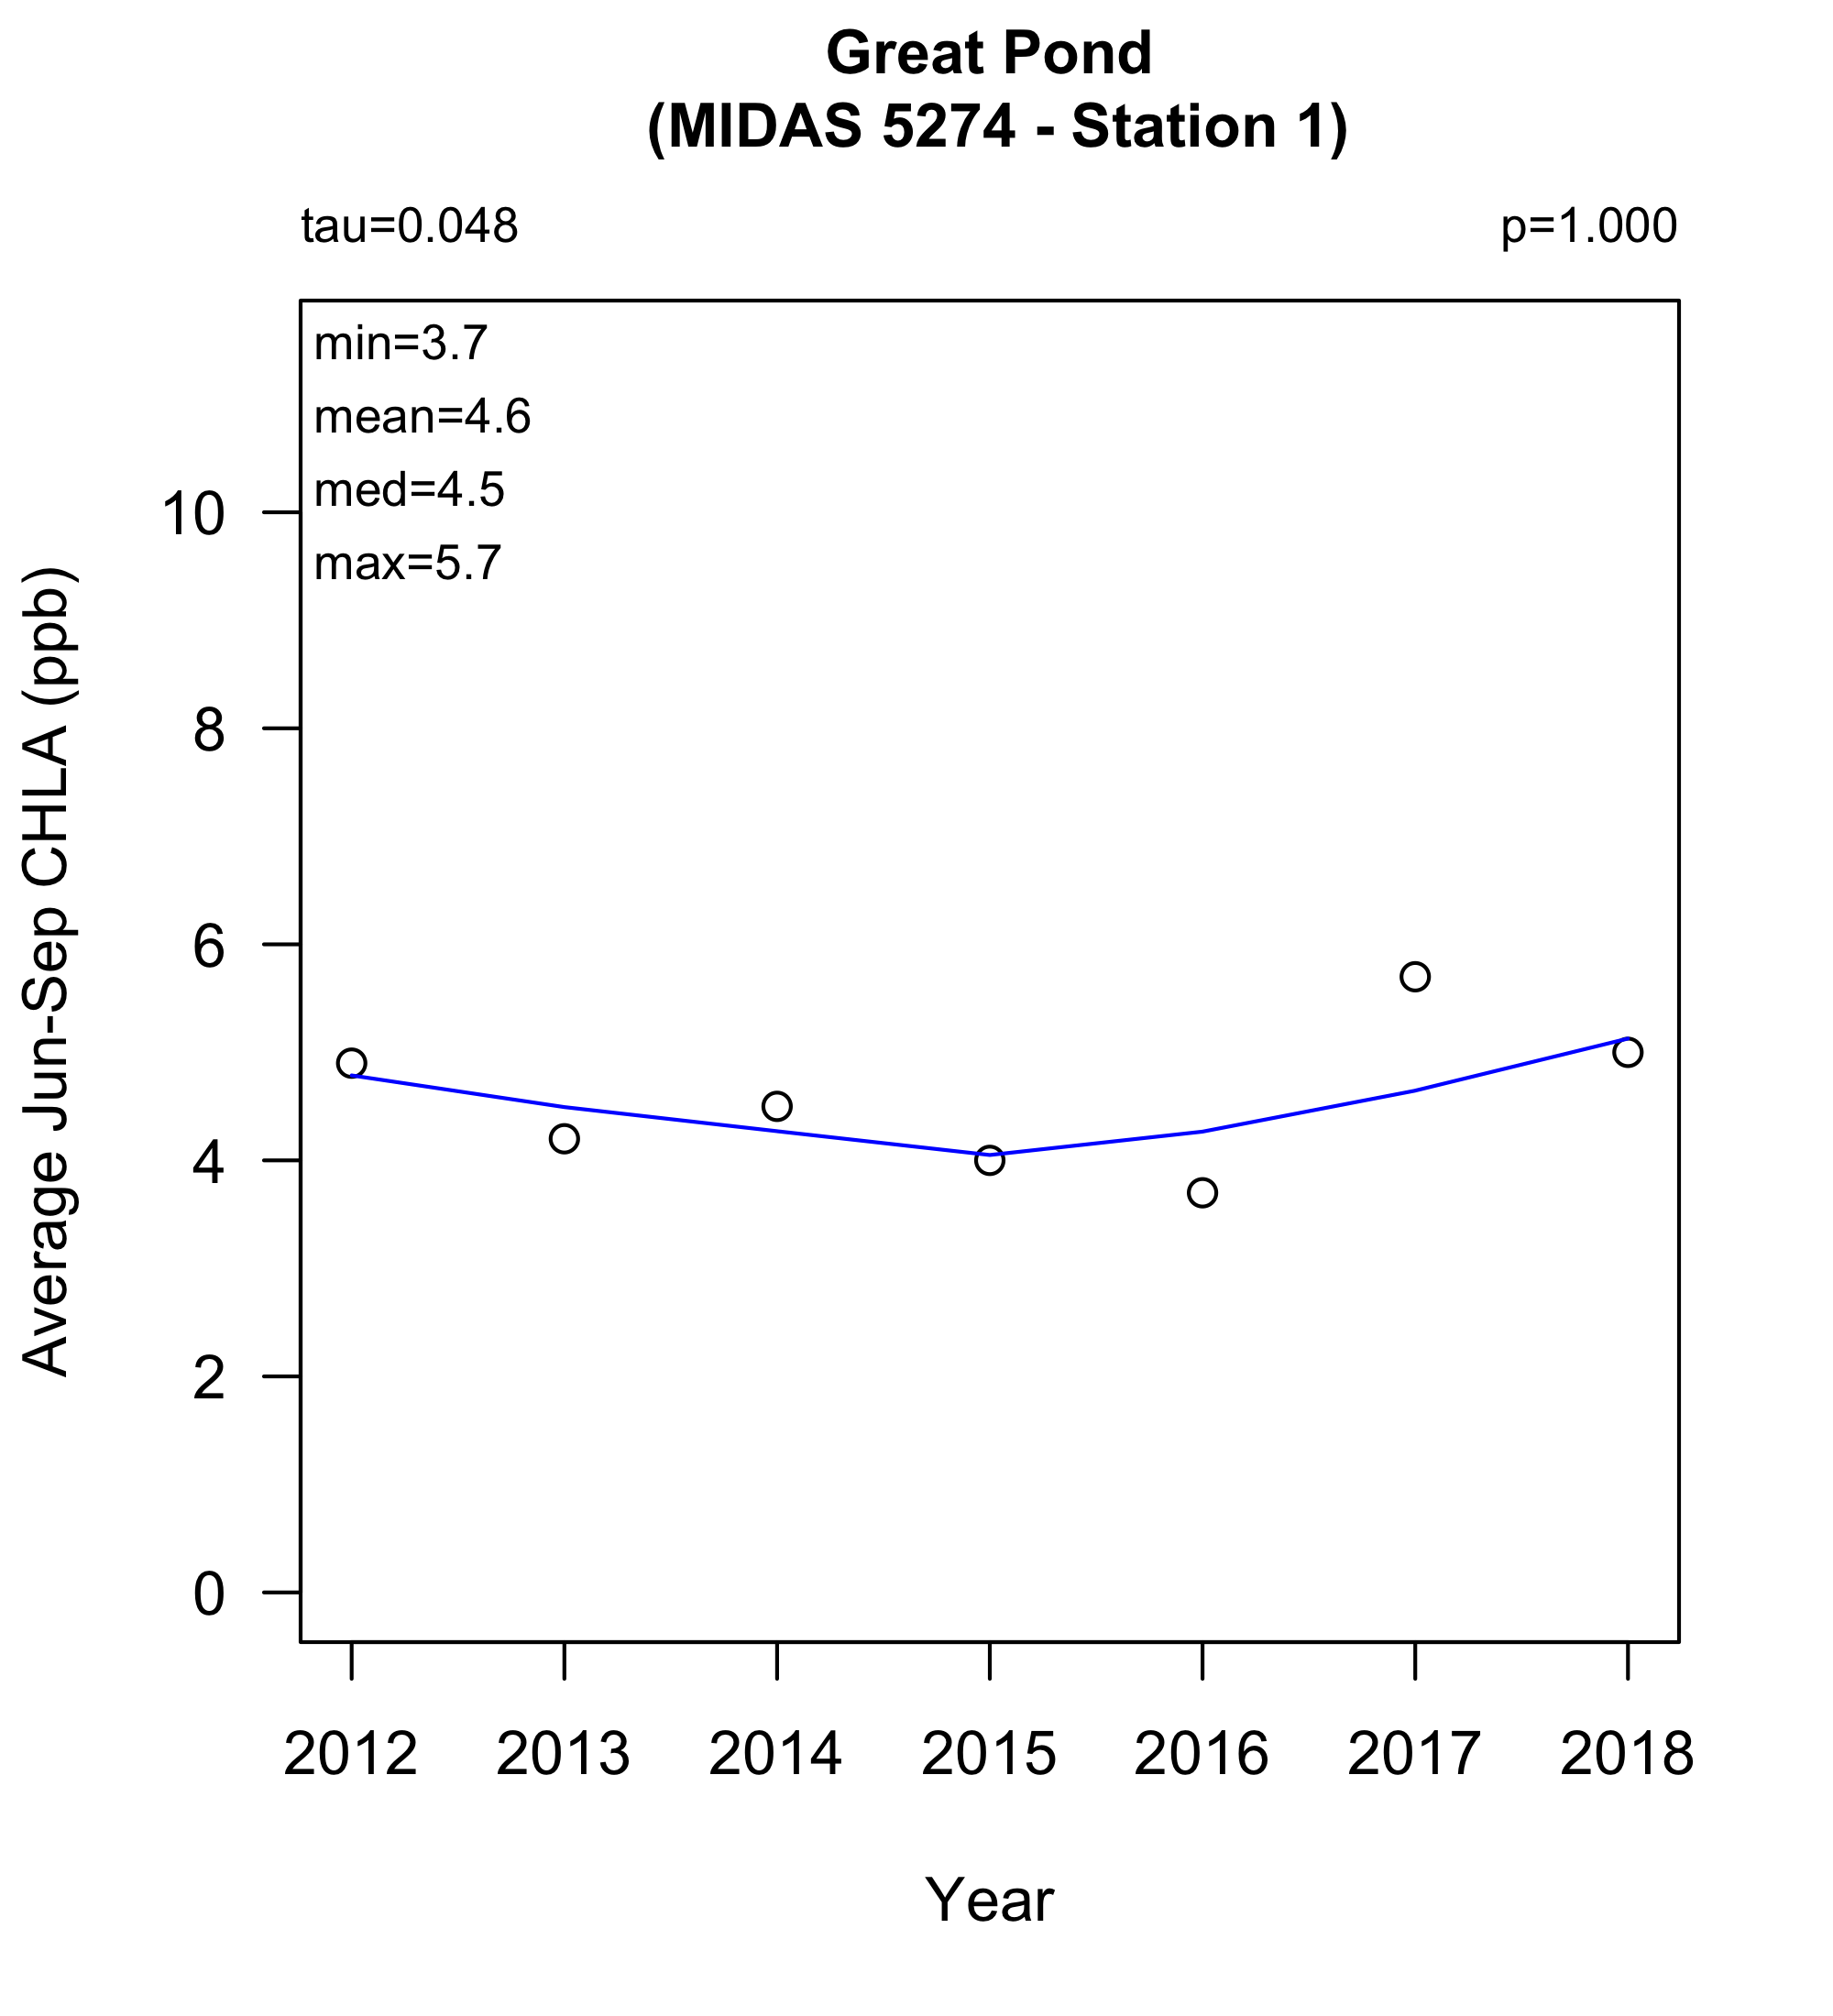 Great Pond
(MIDAS 5274 - Station 1)
tau=0.048
p=1.000
min=3.7
mean=4.6
med=4.5
max=5.7
Average Jun-Sep CHLA (ppb)
10
8
6
4
2
0
2012 2013 2014 2015 2016 2017 2018
Year